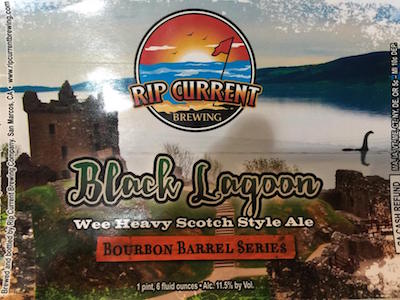 RIP CURRENT
BREWING
Black Lagoon
Wee Heavy Scotch Style Ale
BOURBON BARREL SERIES
1 pint, 6 fluid ounces • Alc. 11.5% by Vol.
Brewed and bottled by Rip Current Brewing Company, San Marcos, CA • www.ripcurrentbrewing.com
CA CASH REFUND